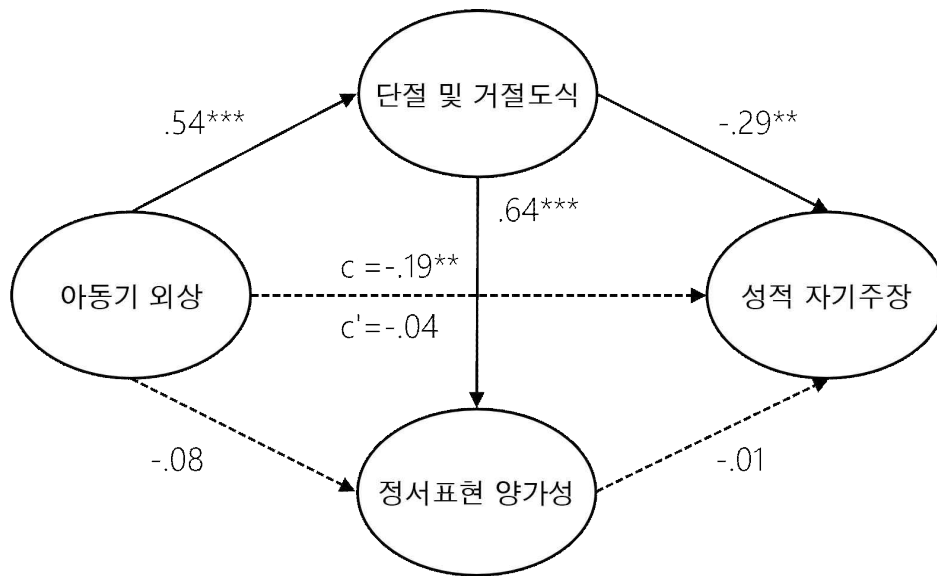 단절 및 거절도식
.54***
-.29**
.64***
c =-.19**
아동기 외상
성적 자기주장
c'=-.04
-.08
-.01
정서표현 양가성